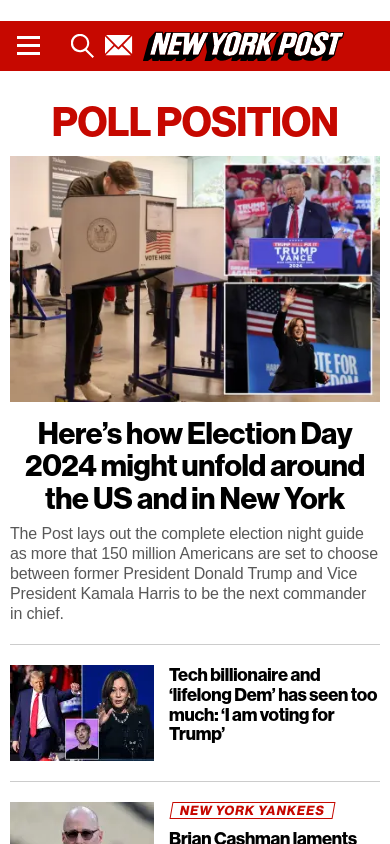 NEW YORK POST
POLL POSITION
VOTE HERE
TRUMP
TRUMP
VANCE
2024
VOTE FOR
Here’s how Election Day
2024 might unfold around
the US and in New York
The Post lays out the complete election night guide
as more that 150 million Americans are set to choose
between former President Donald Trump and Vice
President Kamala Harris to be the next commander
in chief.
Tech billionaire and
‘lifelong Dem’ has seen too
much: ‘I am voting for
Trump’
NEW YORK YANKEES
Brian Cashman laments